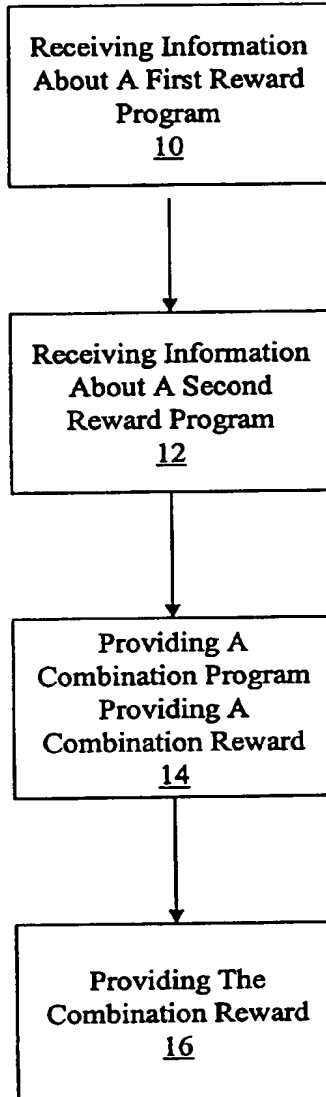 Receiving Information
About A First Reward
Program
10
Receiving Information
About A Second
Reward Program
12
Providing A
Combination Program
Providing A
Combination Reward
14
Providing The
Combination Reward
16